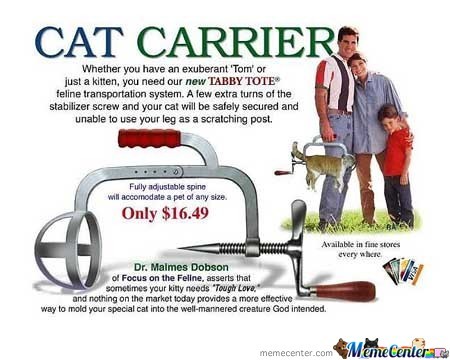 CAT CARRIER
Whether you have an exuberant 'Tom' or
just a kitten, you need our new TABBY TOTE®
feline transportation system. A few extra turns of the
stabilizer screw and your cat will be safely secured and
unable to use your leg as a scratching post.
Fully adjustable spine
will accomodate a pet of any size.
Only $16.49
Available in fine stores
every where.
VISA
Dr. Maimes Dobson
of Focus on the Feline, asserts that
sometimes your kitty needs "Tough Love,"
and nothing on the market today provides a more effective
way to mold your special cat into the well-mannered creature God intended.
memecenter.com
MemeCenter